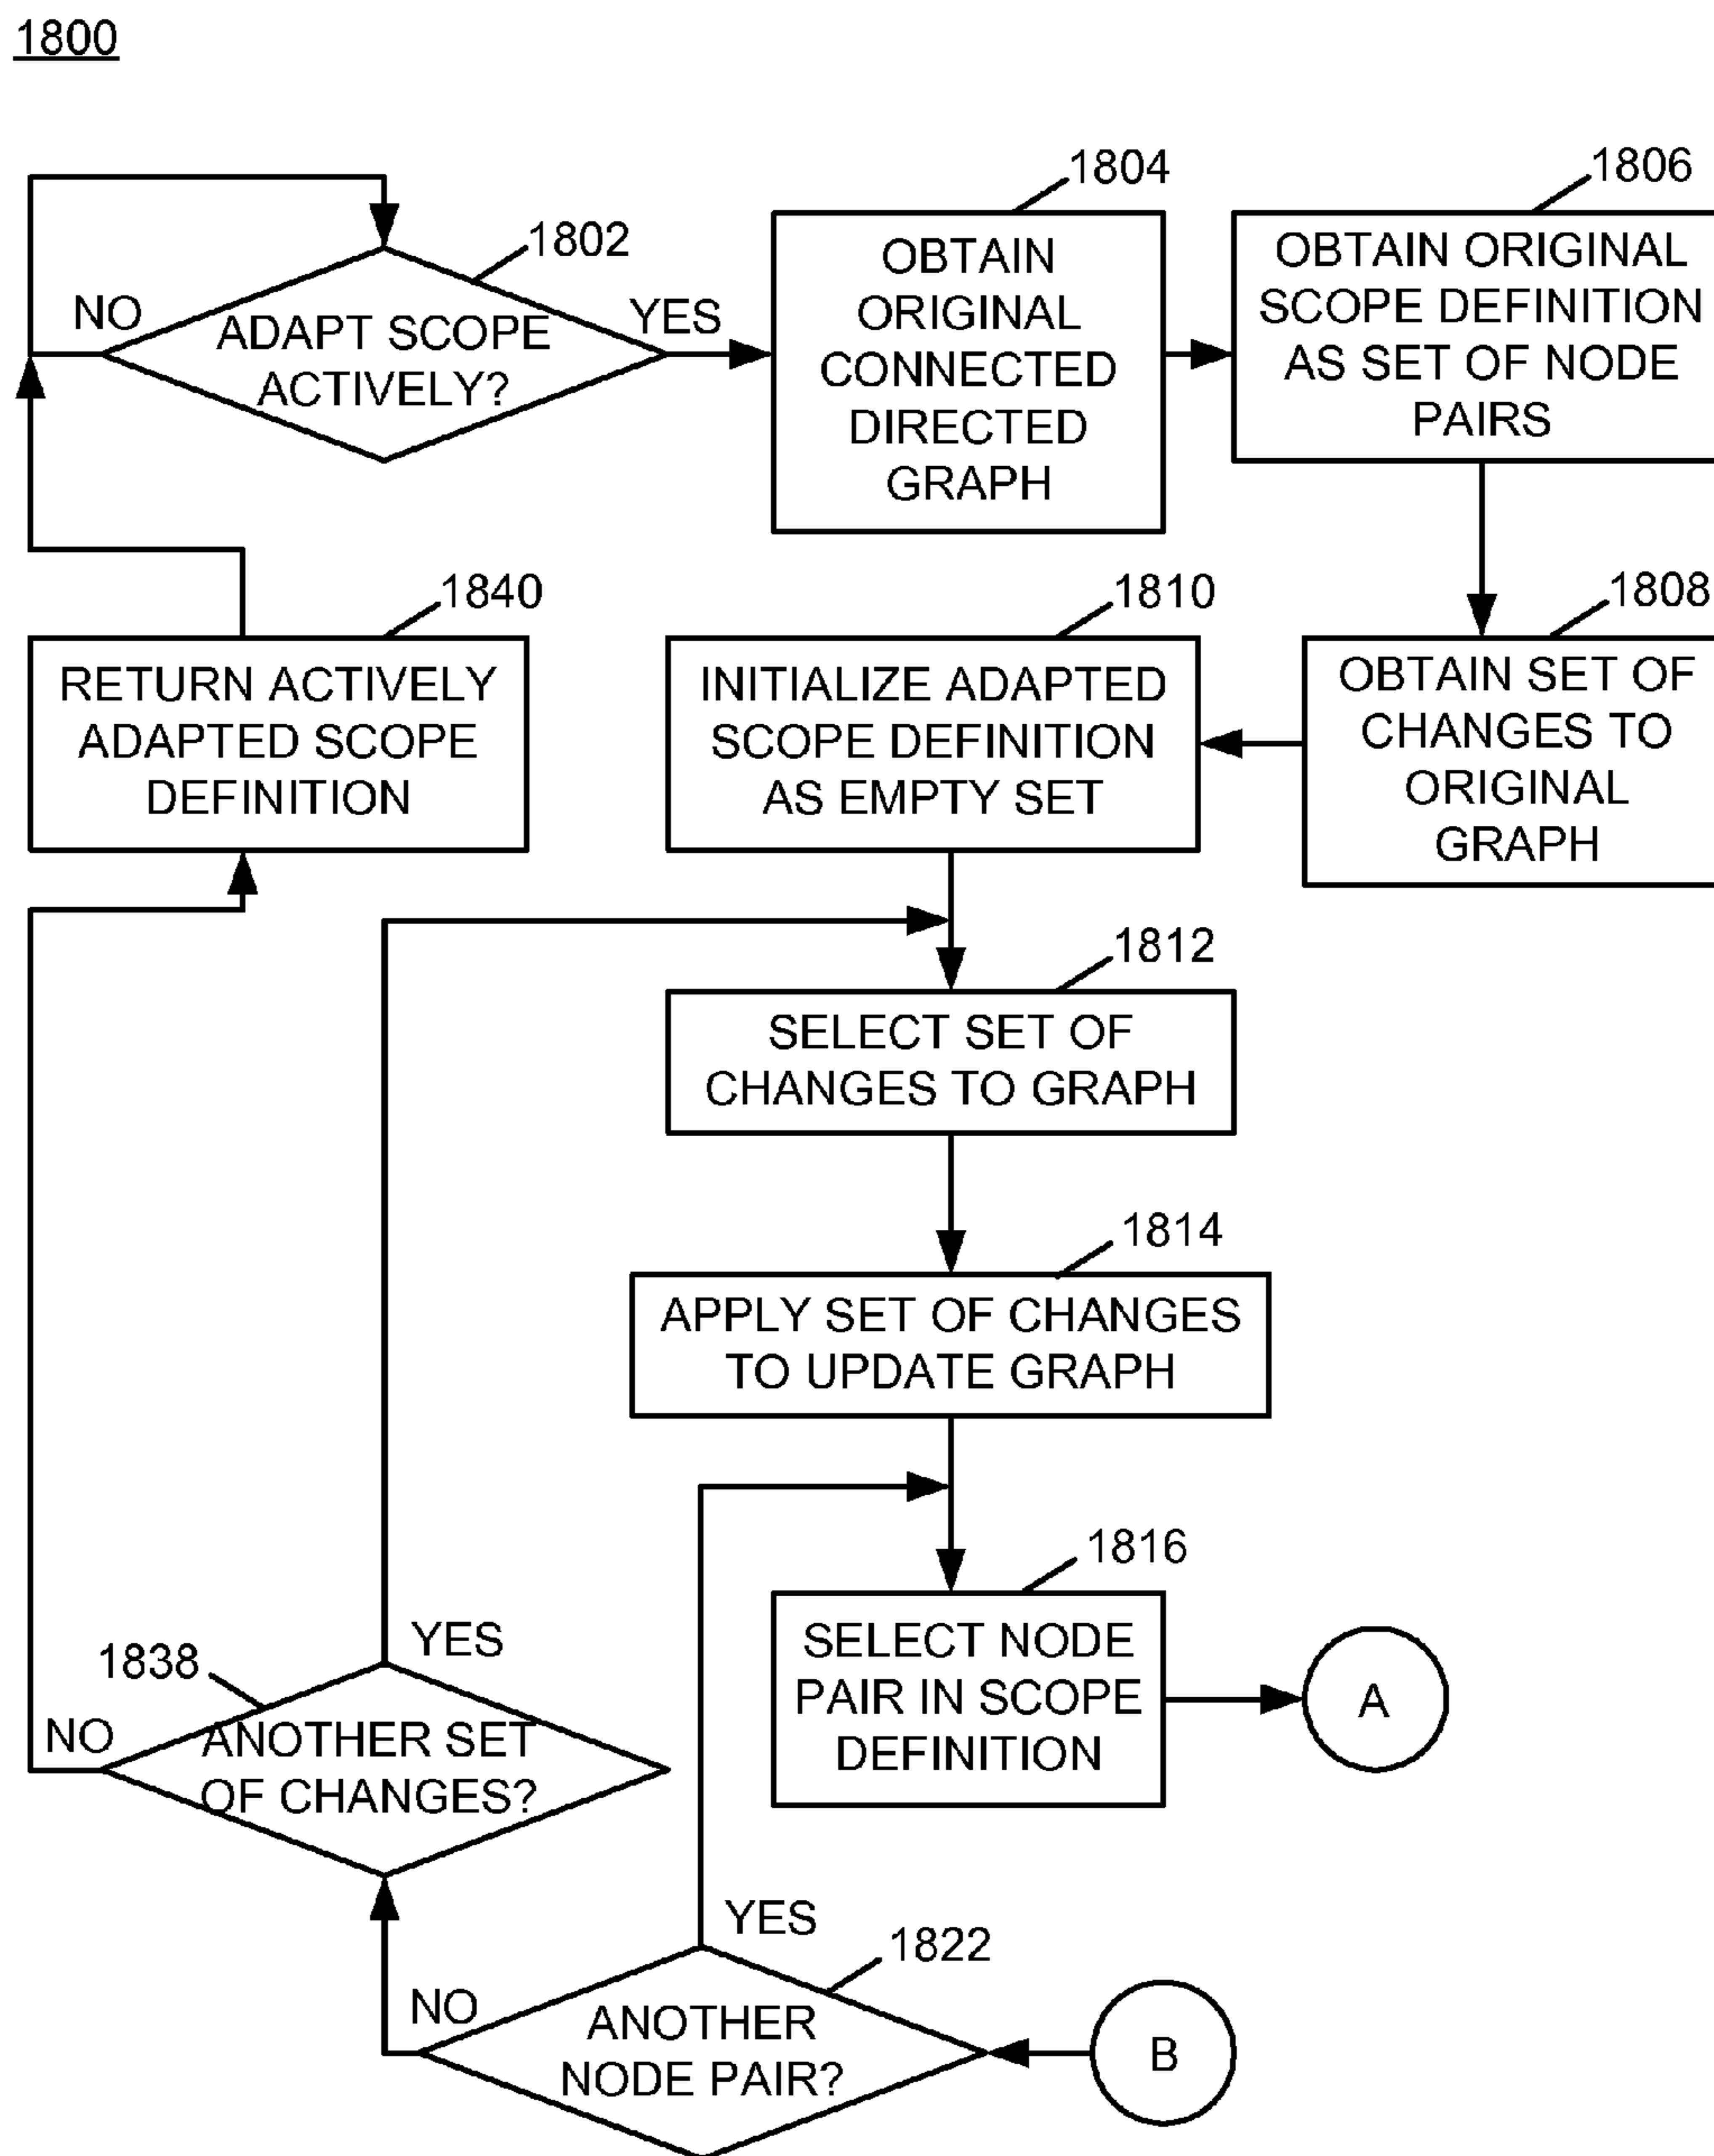 1800
1802
NO
ADAPT SCOPE
ACTIVELY?
YES
1804
OBTAIN
ORIGINAL
CONNECTED
DIRECTED
GRAPH
1806
OBTAIN ORIGINAL
SCOPE DEFINITION
AS SET OF NODE
PAIRS
1840
RETURN ACTIVELY
ADAPTED SCOPE
DEFINITION
1810
INITIALIZE ADAPTED
SCOPE DEFINITION
AS EMPTY SET
1808
OBTAIN SET OF
CHANGES TO
ORIGINAL
GRAPH
1812
SELECT SET OF
CHANGES TO GRAPH
1814
APPLY SET OF CHANGES
TO UPDATE GRAPH
1816
SELECT NODE
PAIR IN SCOPE
DEFINITION
A
YES
1838
NO
ANOTHER SET
OF CHANGES?
YES
1822
NO
ANOTHER
NODE PAIR?
B